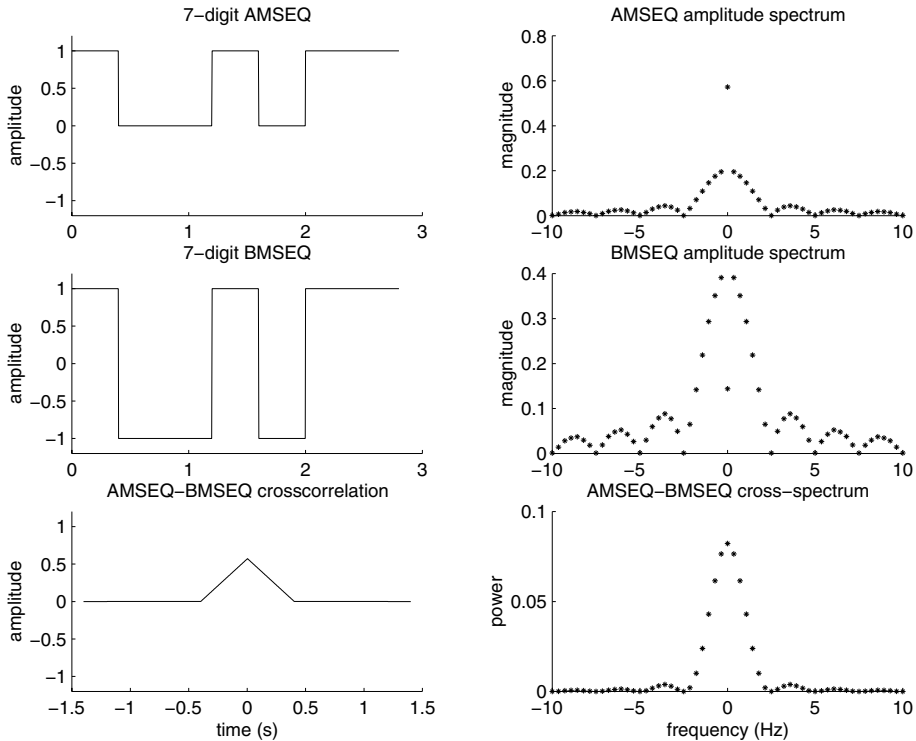 7−digit AMSEQ
1
0.5
0
−0.5
−1
amplitude
0 1 2 3
AMSEQ amplitude spectrum
0.8
0.6
0.4
0.2
0
magnitude
−10 −5 0 5 10
7−digit BMSEQ
1
0.5
0
−0.5
−1
amplitude
0 1 2 3
BMSEQ amplitude spectrum
0.4
0.3
0.2
0.1
0
magnitude
−10 −5 0 5 10
AMSEQ−BMSEQ crosscorrelation
1
0.5
0
−0.5
−1
amplitude
−1.5 −1 −0.5 0 0.5 1 1.5
time (s)
AMSEQ−BMSEQ cross−spectrum
0.1
0.05
0
power
−10 −5 0 5 10
frequency (Hz)